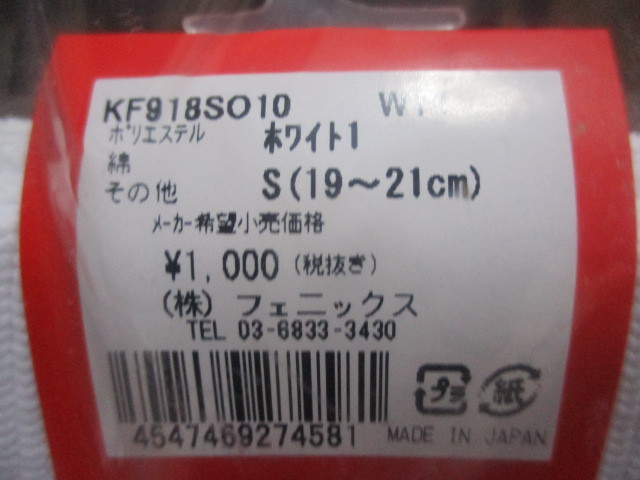 KF918SO10
ポリエステル ホワイト1
綿
その他 S(19～21cm)
メーカー希望小売価格
¥1,000 (税抜き)
(株) フェニックス
TEL 03-6833-3430
プラ 紙
4547469274581 MADE IN JAPAN